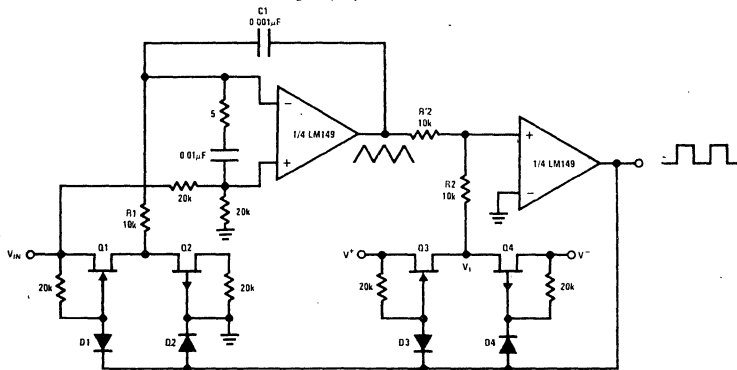 C1
0 001µF
5
0 01µF
1/4 LM149
R'2
10k
1/4 LM149
R2
10k
20k
20k
R1
10k
VIN
Q1
Q2
V+
Q3
V1
Q4
V−
20k
20k
20k
20k
D1
D2
D3
D4